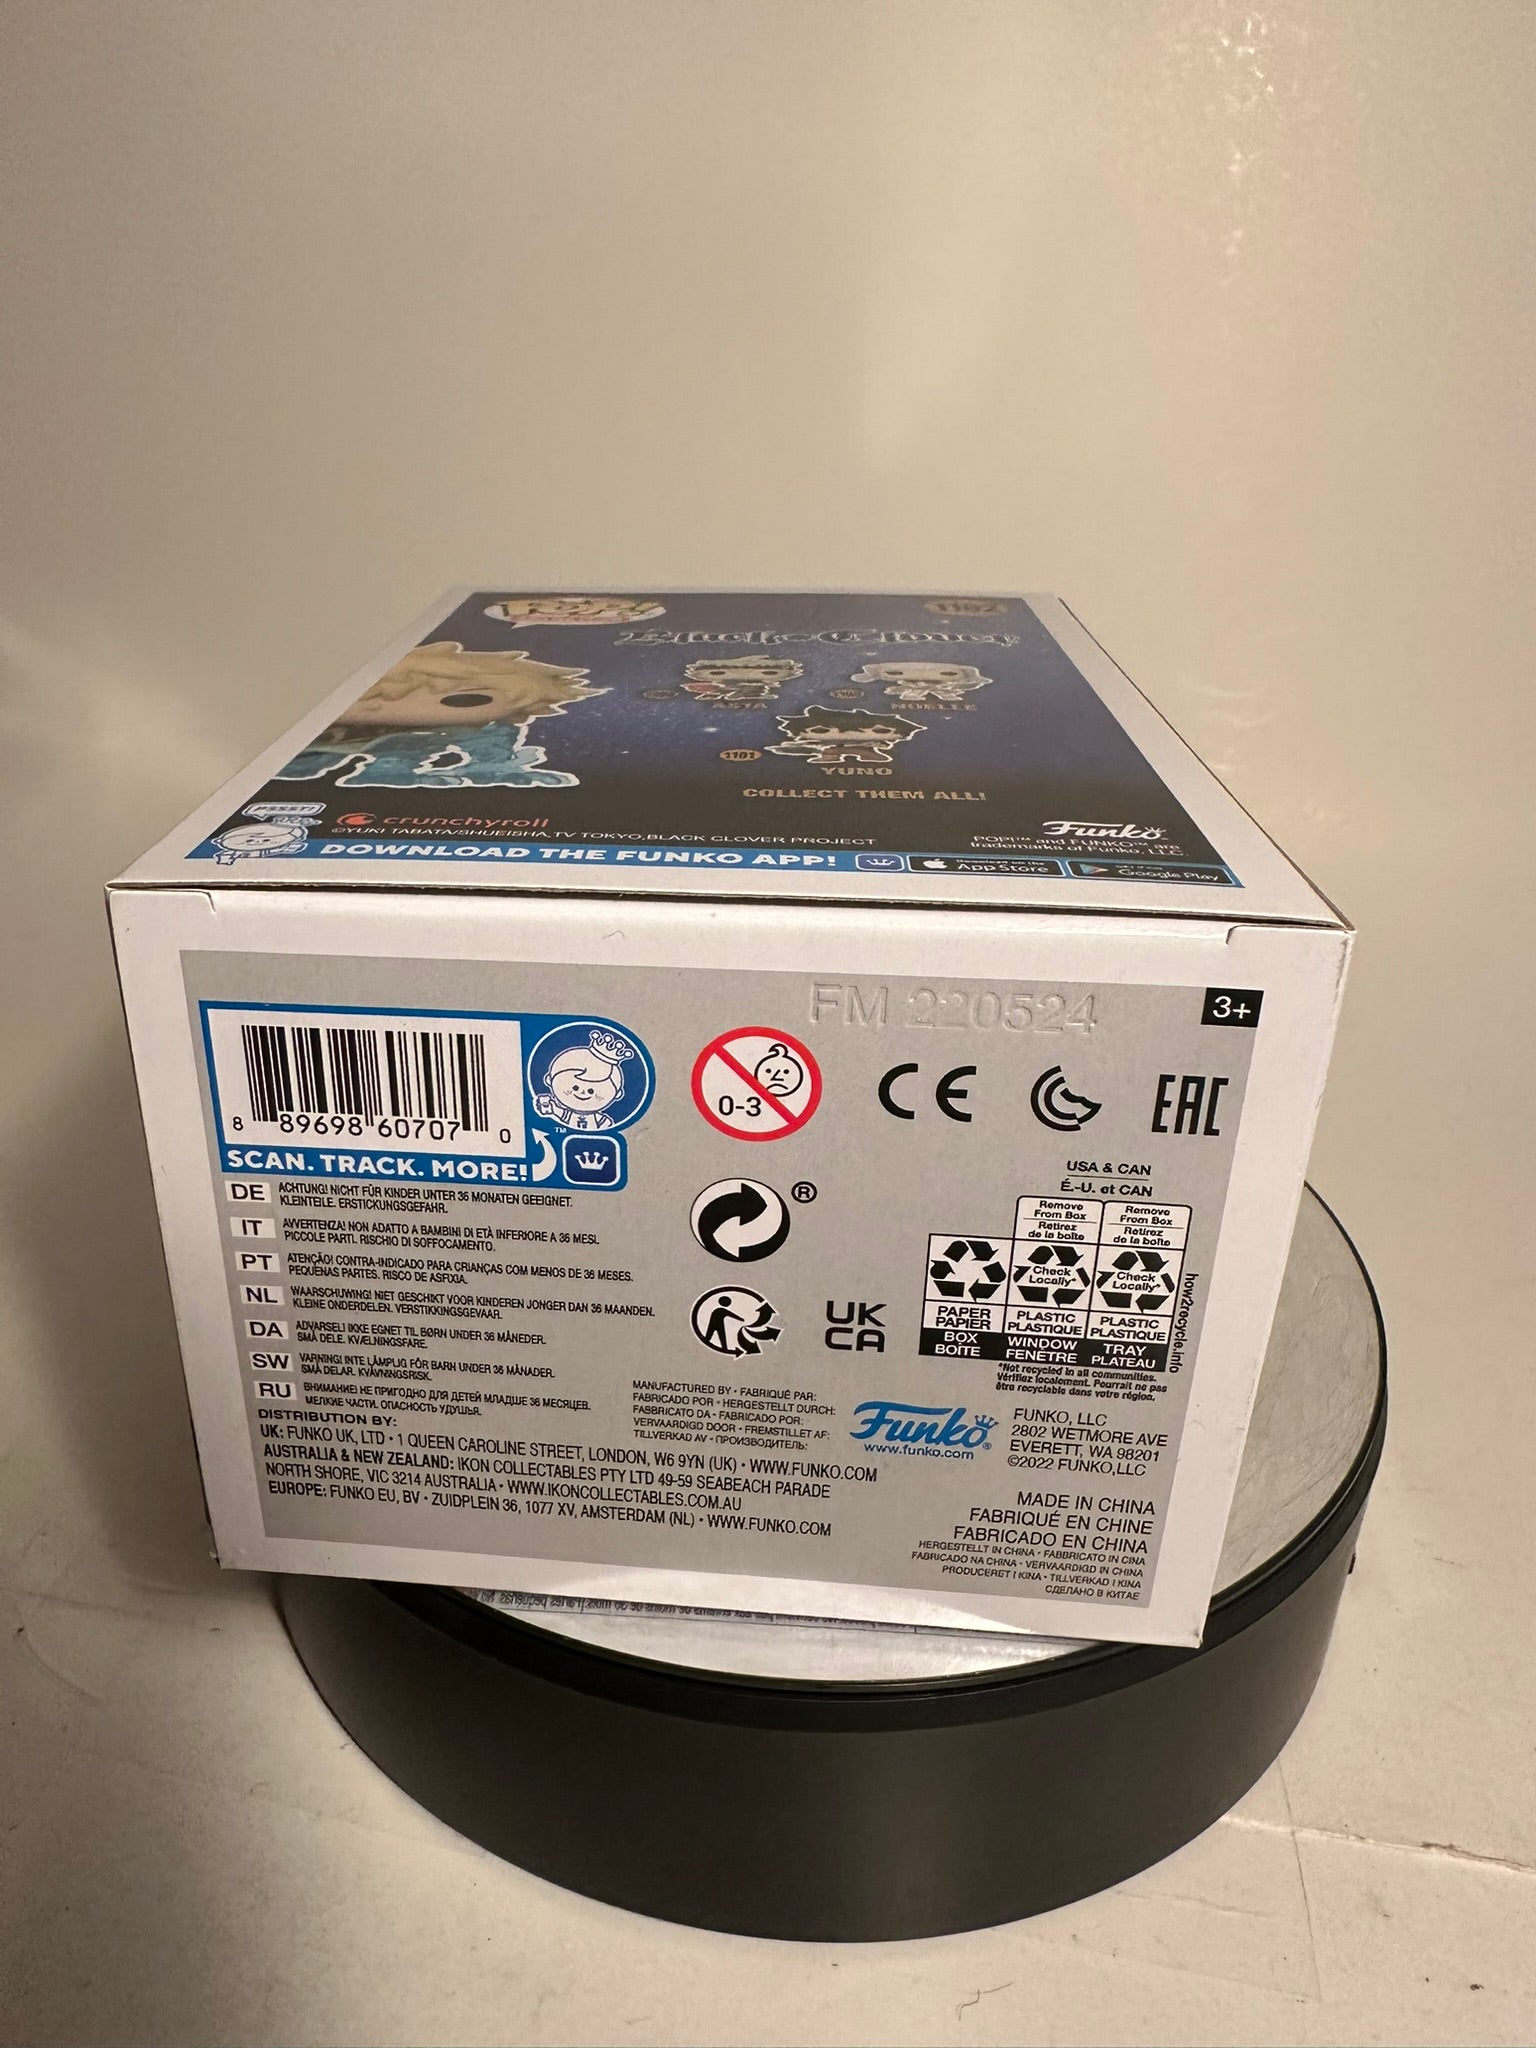 POP!
1102
Black Clover
ASTA
NOELLE
1101
YUNO
COLLECT THEM ALL!
PSSST!
crunchyroll
©YUKI TABATA/SHUEISHA, TV TOKYO, BLACK CLOVER PROJECT
Funko
POP!™ and FUNKO™ are
trademarks of Funko, LLC.
DOWNLOAD THE FUNKO APP!
Download on the
App Store
Google Play
FM 220524
3+
8 89698 60707 0
™
SCAN. TRACK. MORE!
0-3
CE
EAC
®
UK
CA
USA & CAN
É.-U. et CAN
Remove From Box
Retirez de la boîte
Remove From Box
Retirez de la boîte
Check Locally*
Check Locally*
PAPER PAPIER
PLASTIC PLASTIQUE
PLASTIC PLASTIQUE
BOX BOÎTE
WINDOW FENÊTRE
TRAY PLATEAU
how2recycle.info
*Not recycled in all communities.
Vérifiez localement. Pourrait ne pas
être recyclable dans votre région.
DE ACHTUNG! NICHT FÜR KINDER UNTER 36 MONATEN GEEIGNET.
KLEINTEILE. ERSTICKUNGSGEFAHR.
IT AVVERTENZA! NON ADATTO A BAMBINI DI ETÀ INFERIORE A 36 MESI.
PICCOLE PARTI. RISCHIO DI SOFFOCAMENTO.
PT ATENÇÃO! CONTRA-INDICADO PARA CRIANÇAS COM MENOS DE 36 MESES.
PEQUENAS PARTES. RISCO DE ASFIXIA.
NL WAARSCHUWING! NIET GESCHIKT VOOR KINDEREN JONGER DAN 36 MAANDEN.
KLEINE ONDERDELEN. VERSTIKKINGSGEVAAR.
DA ADVARSEL! IKKE EGNET TIL BØRN UNDER 36 MÅNEDER.
SMÅ DELE. KVÆLNINGSFARE.
SW VARNING! INTE LÄMPLIG FÖR BARN UNDER 36 MÅNADER.
SMÅ DELAR. KVÄVNINGSRISK.
RU ВНИМАНИЕ! НЕ ПРИГОДНО ДЛЯ ДЕТЕЙ МЛАДШЕ 36 МЕСЯЦЕВ.
МЕЛКИЕ ЧАСТИ. ОПАСНОСТЬ УДУШЬЯ.
DISTRIBUTION BY:
UK: FUNKO UK, LTD • 1 QUEEN CAROLINE STREET, LONDON, W6 9YN (UK) • WWW.FUNKO.COM
AUSTRALIA & NEW ZEALAND: IKON COLLECTABLES PTY LTD 49-59 SEABEACH PARADE
NORTH SHORE, VIC 3214 AUSTRALIA • WWW.IKONCOLLECTABLES.COM.AU
EUROPE: FUNKO EU, BV • ZUIDPLEIN 36, 1077 XV, AMSTERDAM (NL) • WWW.FUNKO.COM
MANUFACTURED BY • FABRIQUÉ PAR:
FABRICADO POR • HERGESTELLT DURCH:
FABBRICATO DA • FABRICADO POR:
VERVAARDIGD DOOR • FREMSTILLET AF:
TILLVERKAD AV • ПРОИЗВОДИТЕЛЬ:
Funko®
www.funko.com
FUNKO, LLC
2802 WETMORE AVE
EVERETT, WA 98201
©2022 FUNKO,LLC
MADE IN CHINA
FABRIQUÉ EN CHINE
FABRICADO EN CHINA
HERGESTELLT IN CHINA • FABBRICATO IN CINA
FABRICADO NA CHINA • VERVAARDIGD IN CHINA
PRODUCERET I KINA • TILLVERKAD I KINA
СДЕЛАНО В КИТАЕ